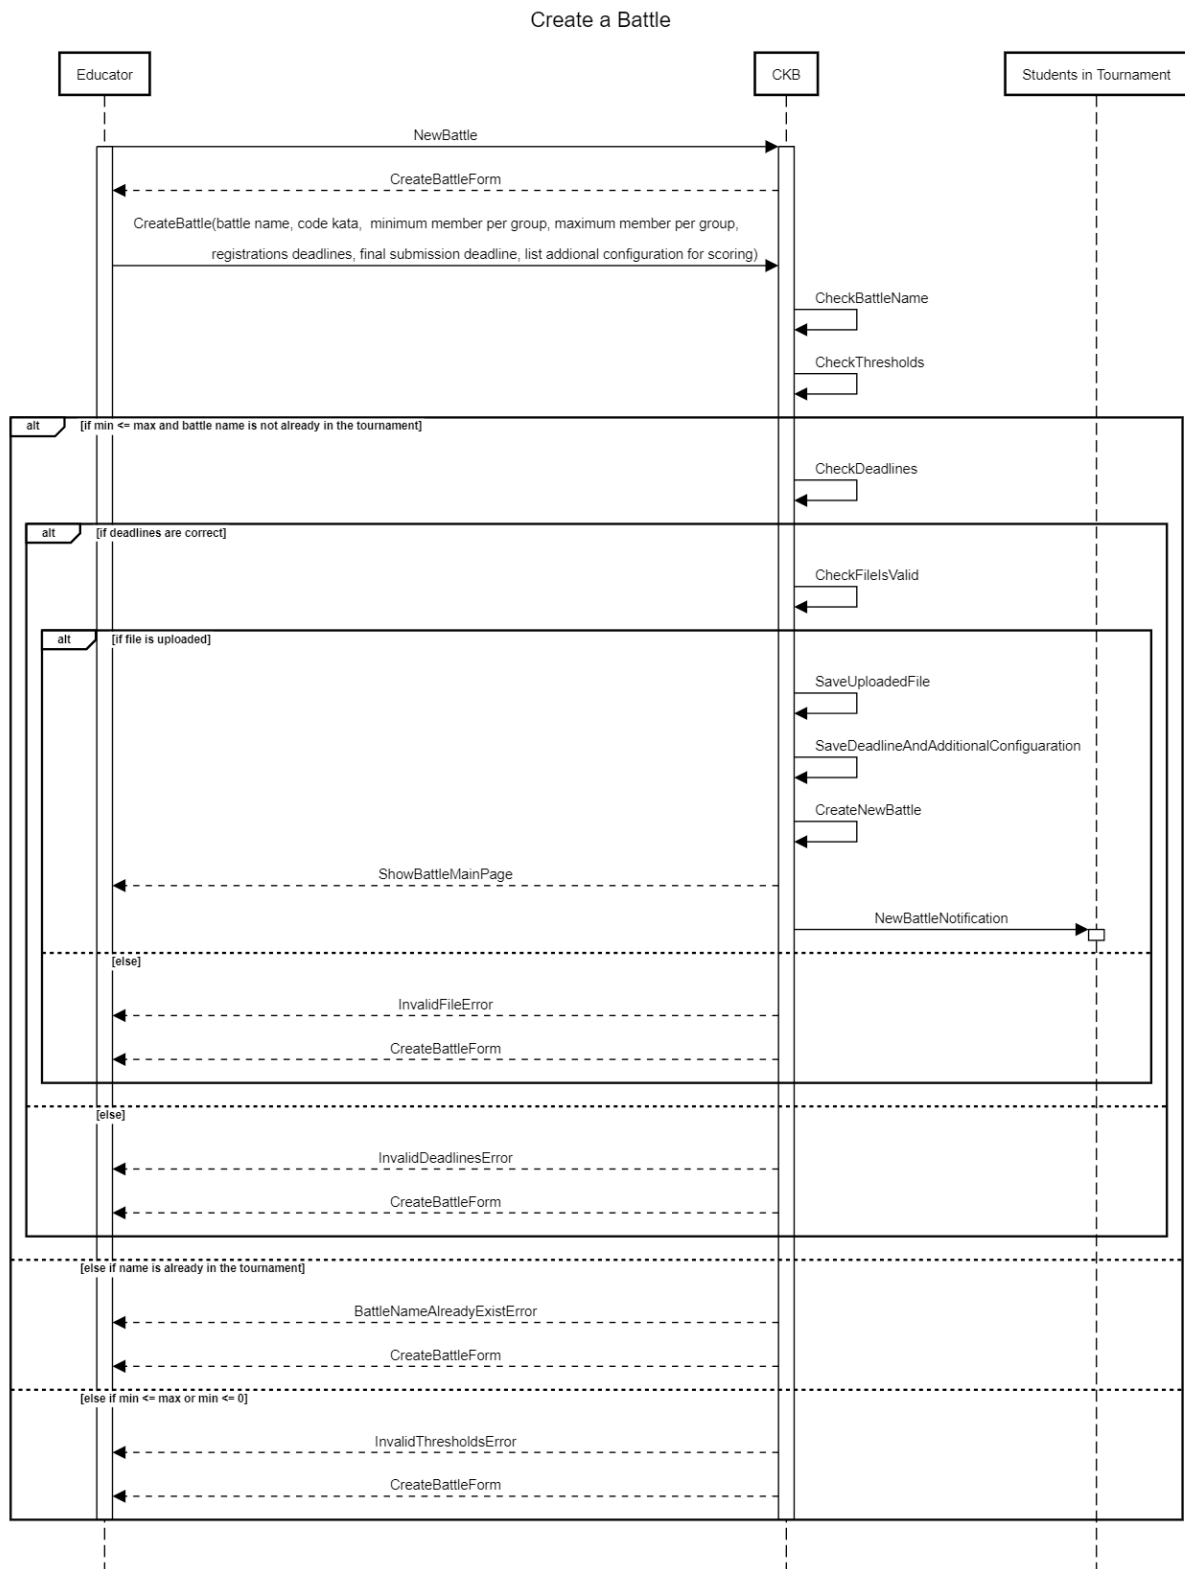 Create a Battle
Educator
CKB
Students in Tournament
NewBattle
CreateBattleForm
CreateBattle(battle name, code kata, minimum member per group, maximum member per group,
registrations deadlines, final submission deadline, list addional configuration for scoring)
CheckBattleName
CheckThresholds
alt
[if min <= max and battle name is not already in the tournament]
CheckDeadlines
alt
[if deadlines are correct]
CheckFileIsValid
alt
[if file is uploaded]
SaveUploadedFile
SaveDeadlineAndAdditionalConfiguaration
CreateNewBattle
ShowBattleMainPage
NewBattleNotification
[else]
InvalidFileError
CreateBattleForm
[else]
InvalidDeadlinesError
CreateBattleForm
[else if name is already in the tournament]
BattleNameAlreadyExistError
CreateBattleForm
[else if min <= max or min <= 0]
InvalidThresholdsError
CreateBattleForm